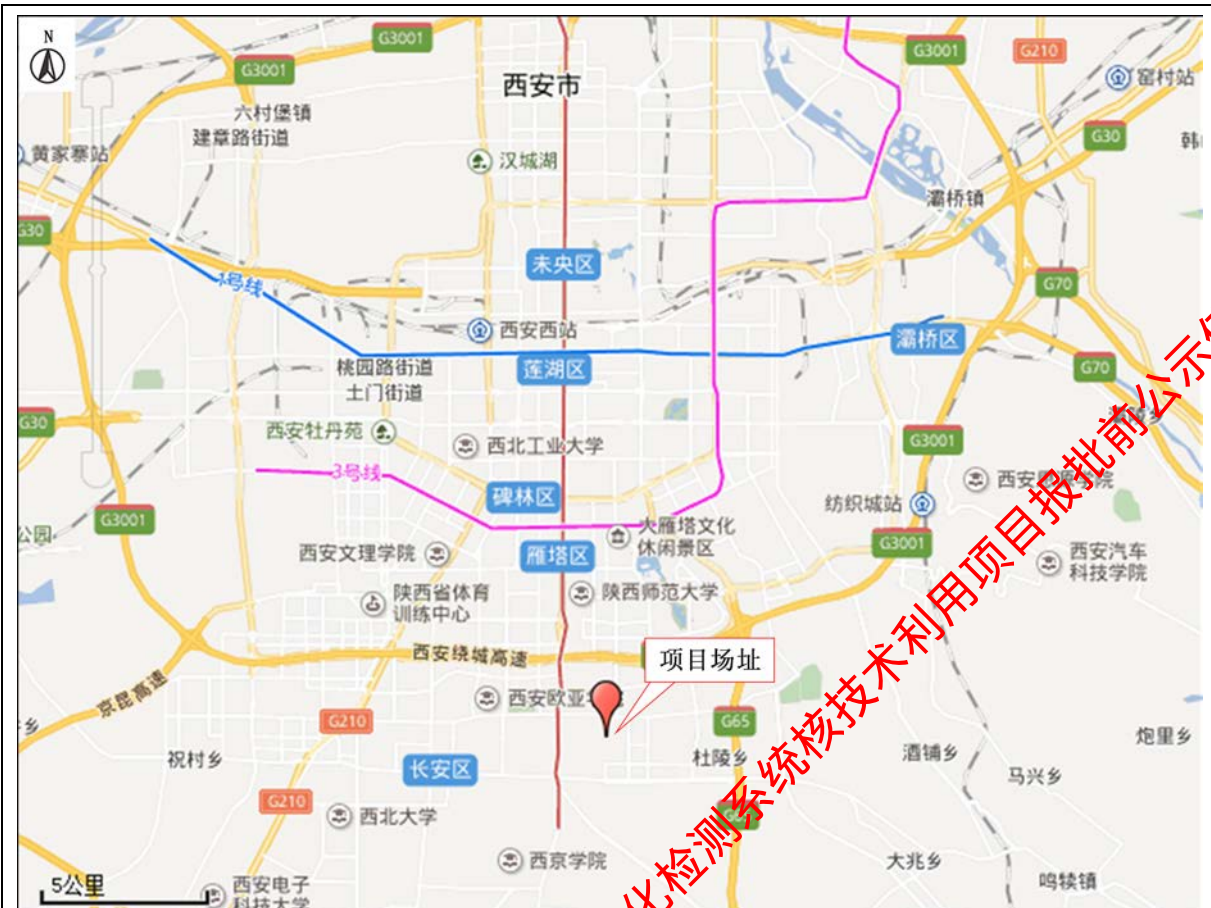 N
G3001
G3001
G210
G3001
西安市
窑村站
六村堡镇
建章路街道
G30
韩
黄家寨站
汉城湖
灞桥镇
G30
未央区
1号线
G70
西安西站
灞桥区
桃园路街道
莲湖区
G70
土门街道
G30
西安牡丹苑
西北工业大学
G3001
3号线
碑林区
纺织城站
G3001
公园
大雁塔文化
休闲景区
G3001
西安文理学院
雁塔区
西安汽车
科技学院
陕西省体育
训练中心
陕西师范大学
西安绕城高速
项目场址
京昆高速
西安欧亚
G210
G65
乡
祝村乡
杜陵乡
酒铺乡
炮里乡
长安区
马兴乡
G210
西北大学
西京学院
大兆乡
鸣犊镇
5公里
西安电子
科技大学
化检测系统核技术利用项目报批前公示